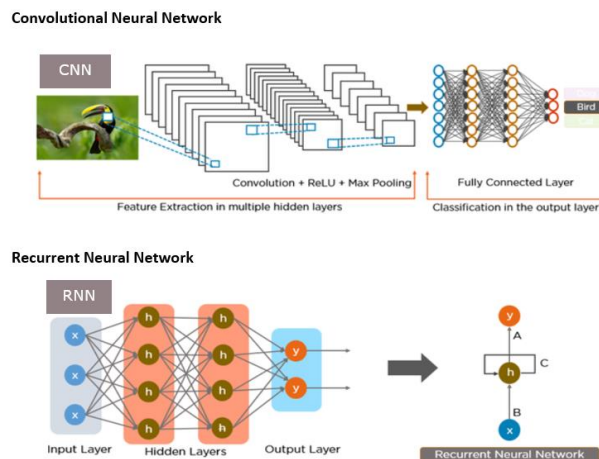 Convolutional Neural Network
CNN
Bird
Convolution + ReLU + Max Pooling
Fully Connected Layer
Feature Extraction in multiple hidden layers
Classification in the output layer
Recurrent Neural Network
RNN
x
x
x
h
h
h
h
h
h
h
h
y
y
y
A
h
C
B
x
Input Layer
Hidden Layers
Output Layer
Recurrent Neural Network